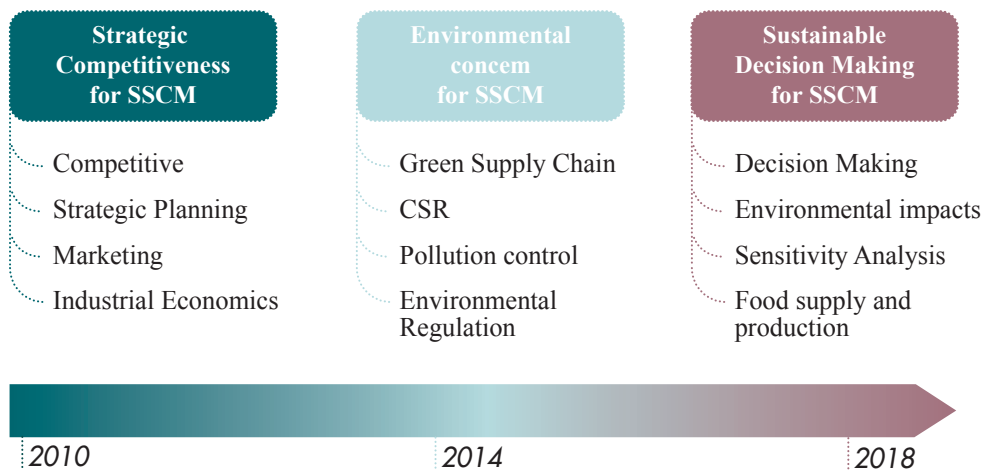 Strategic
Competitiveness
for SSCM
Competitive
Strategic Planning
Marketing
Industrial Economics
Environmental
concem
for SSCM
Green Supply Chain
CSR
Pollution control
Environmental
Regulation
Sustainable
Decision Making
for SSCM
Decision Making
Environmental impacts
Sensitivity Analysis
Food supply and
production
2010
2014
2018